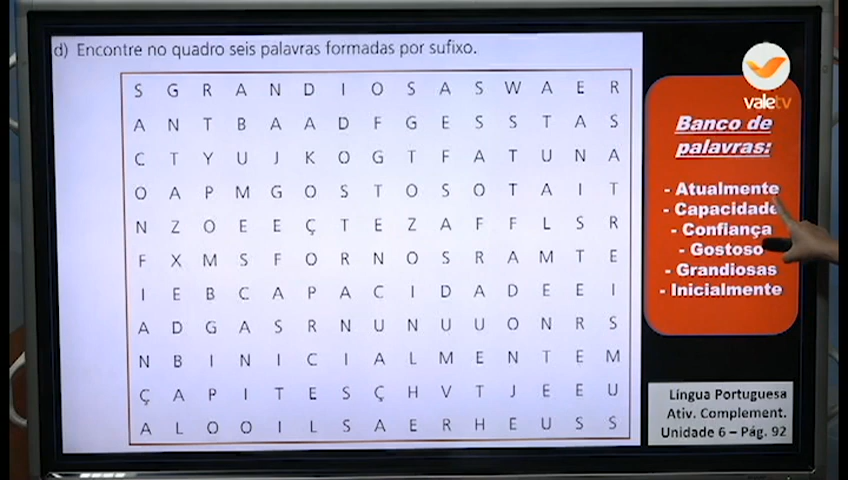 d) Encontre no quadro seis palavras formadas por sufixo.
S G R A N D I O S A S W A E R
A N T B A A D F G E S S T A S
C T Y U J K O G T F A T U N A
O A P M G O S T O S O T A I T
N Z O E E Ç T E Z A F F L S R
F X M S F O R N O S R A M T E
I E B C A P A C I D A D E E I
A D G A S R N U N U U O N R S
N B I N I C I A L M E N T E M
Ç A P I T E S Ç H V T J E E U
A L O O I L S A E R H E U S S
valetv
Banco de
palavras:
- Atualmente
- Capacidade
- Confiança
- Gostoso
- Grandiosas
- Inicialmente
Língua Portuguesa
Ativ. Complement.
Unidade 6 – Pág. 92